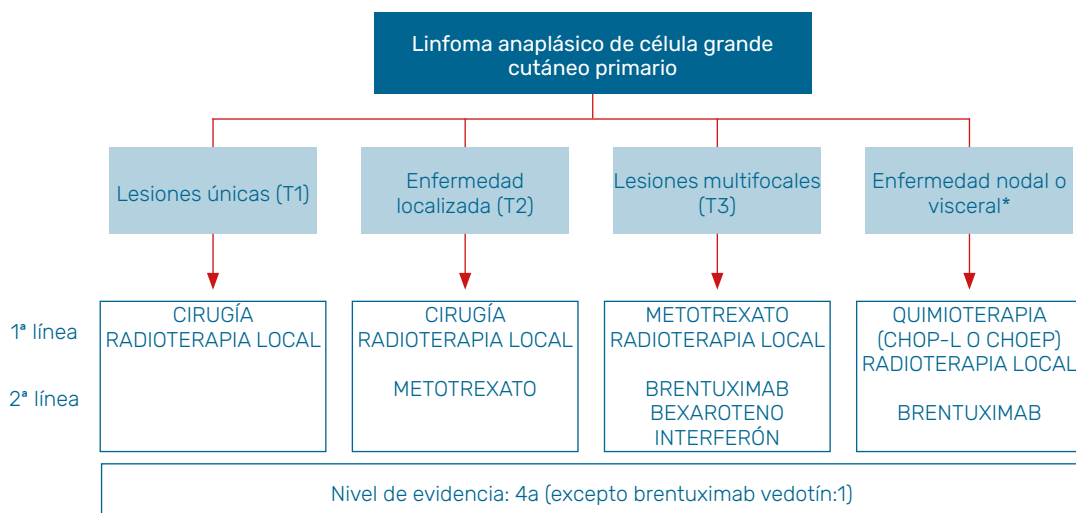 Linfoma anaplásico de célula grande
cutáneo primario
Lesiones únicas (T1)
Enfermedad
localizada (T2)
Lesiones multifocales
(T3)
Enfermedad nodal o
visceral*
1ª línea
2ª línea
CIRUGÍA
RADIOTERAPIA LOCAL
CIRUGÍA
RADIOTERAPIA LOCAL
METOTREXATO
METOTREXATO
RADIOTERAPIA LOCAL
BRENTUXIMAB
BEXAROTENO
INTERFERÓN
QUIMIOTERAPIA
(CHOP-L O CHOEP)
RADIOTERAPIA LOCAL
BRENTUXIMAB
Nivel de evidencia: 4a (excepto brentuximab vedotín:1)